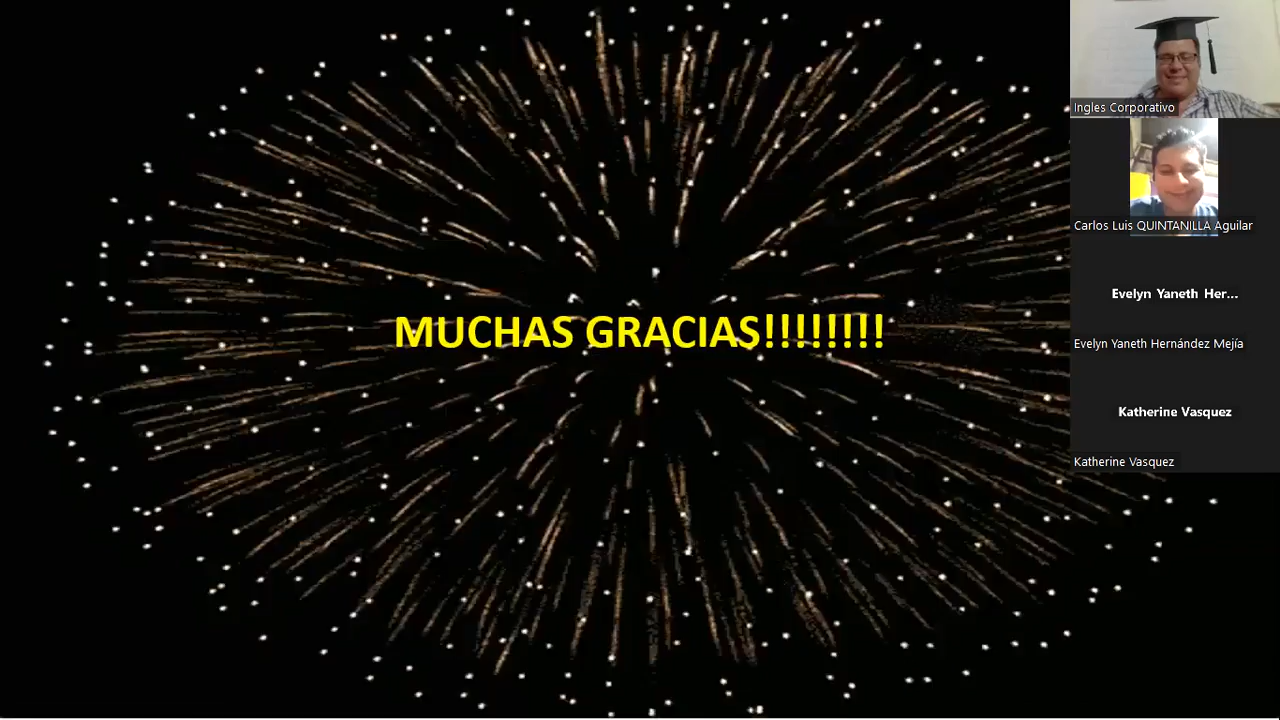 MUCHAS GRACIAS!!!!!!!!
Ingles Corporativo
Carlos Luis QUINTANILLA Aguilar
Evelyn Yaneth Her...
Evelyn Yaneth Hernández Mejía
Katherine Vasquez
Katherine Vasquez